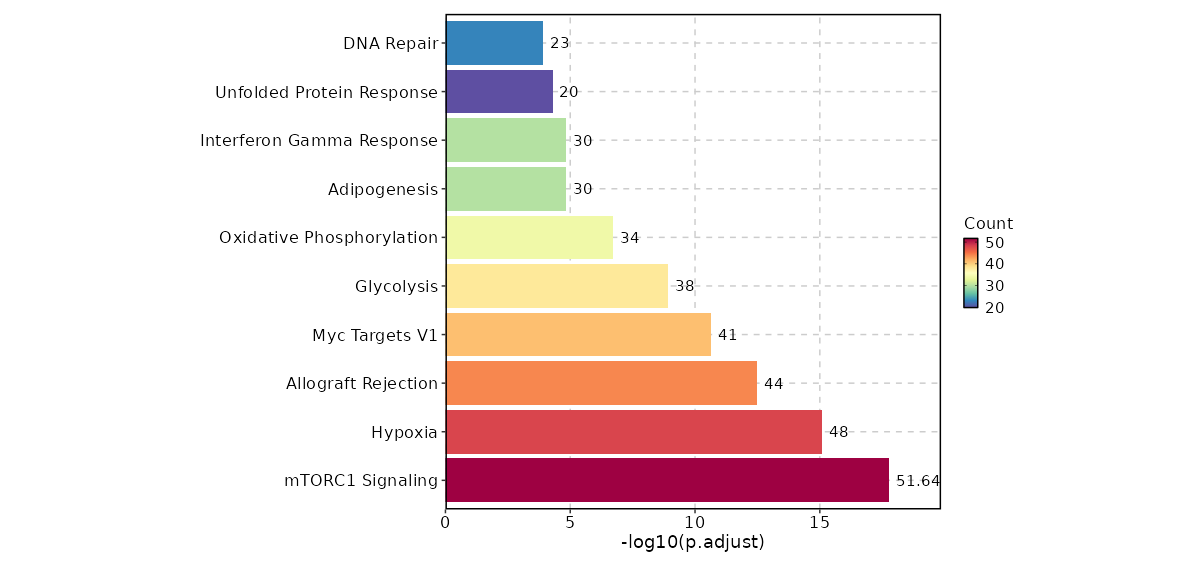 DNA Repair 23
Unfolded Protein Response 20
Interferon Gamma Response 30
Adipogenesis 30
Oxidative Phosphorylation 34
Glycolysis 38
Myc Targets V1 41
Allograft Rejection 44
Hypoxia 48
mTORC1 Signaling 51.64
0 5 10 15
-log10(p.adjust)
Count
50
40
30
20